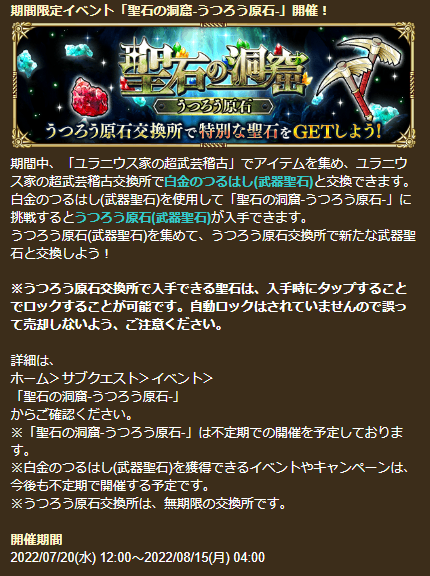 期間限定イベント「聖石の洞窟-うつろう原石-」開催！
聖石の洞窟
うつろう原石
うつろう原石交換所で特別な聖石をGETしよう!
期間中、「ユラニウス家の超武芸稽古」でアイテムを集め、ユラニウ
ス家の超武芸稽古交換所で白金のつるはし(武器聖石)と交換できます。
白金のつるはし(武器聖石)を使用して「聖石の洞窟-うつろう原石-」に
挑戦するとうつろう原石(武器聖石)が入手できます。
うつろう原石(武器聖石)を集めて、うつろう原石交換所で新たな武器聖
石と交換しよう！
※うつろう原石交換所で入手できる聖石は、入手時にタップすること
でロックすることが可能です。自動ロックはされていませんので誤っ
て売却しないよう、ご注意ください。
詳細は、
ホーム＞サブクエスト＞イベント＞
「聖石の洞窟-うつろう原石-」
からご確認ください。
※「聖石の洞窟-うつろう原石-」は不定期での開催を予定しておりま
す。
※白金のつるはし(武器聖石)を獲得できるイベントやキャンペーンは、
今後も不定期で開催する予定です。
※うつろう原石交換所は、無期限の交換所です。
開催期間
2022/07/20(水) 12:00～2022/08/15(月) 04:00